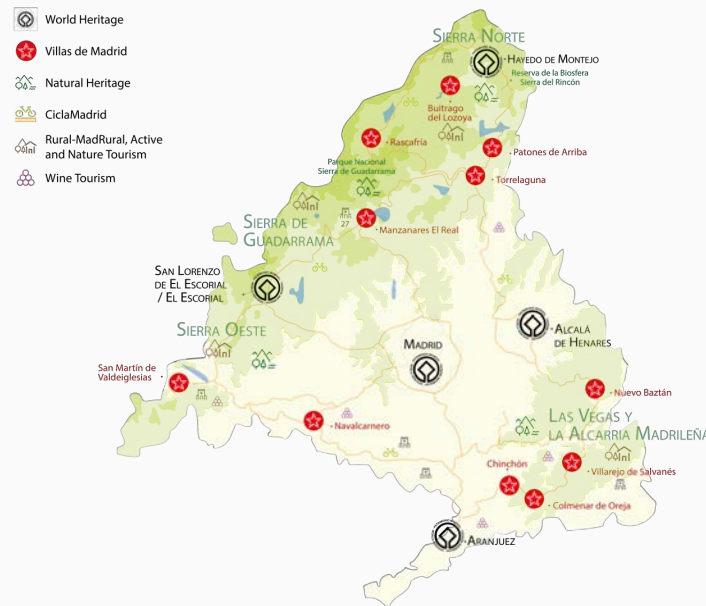 World Heritage
Villas de Madrid
Natural Heritage
CiclaMadrid
Rural-MadRural, Active
and Nature Tourism
Wine Tourism
SIERRA NORTE
HAYEDO DE MONTEJO
Reserva de la Biosfera
Sierra del Rincón
Buitrago
del Lozoya
Rascafría
Patones de Arriba
Parque Nacional
Sierra de Guadarrama
Torrelaguna
27
Manzanares El Real
SIERRA DE
GUADARRAMA
SAN LORENZO
DE EL ESCORIAL
/ EL ESCORIAL
SIERRA OESTE
ALCALÁ
DE HENARES
MADRID
San Martín de
Valdeiglesias
Nuevo Baztán
LAS VEGAS Y
LA ALCARRIA MADRILEÑA
Navalcarnero
Chinchón
Villarejo de Salvanés
Colmenar de Oreja
ARANJUEZ